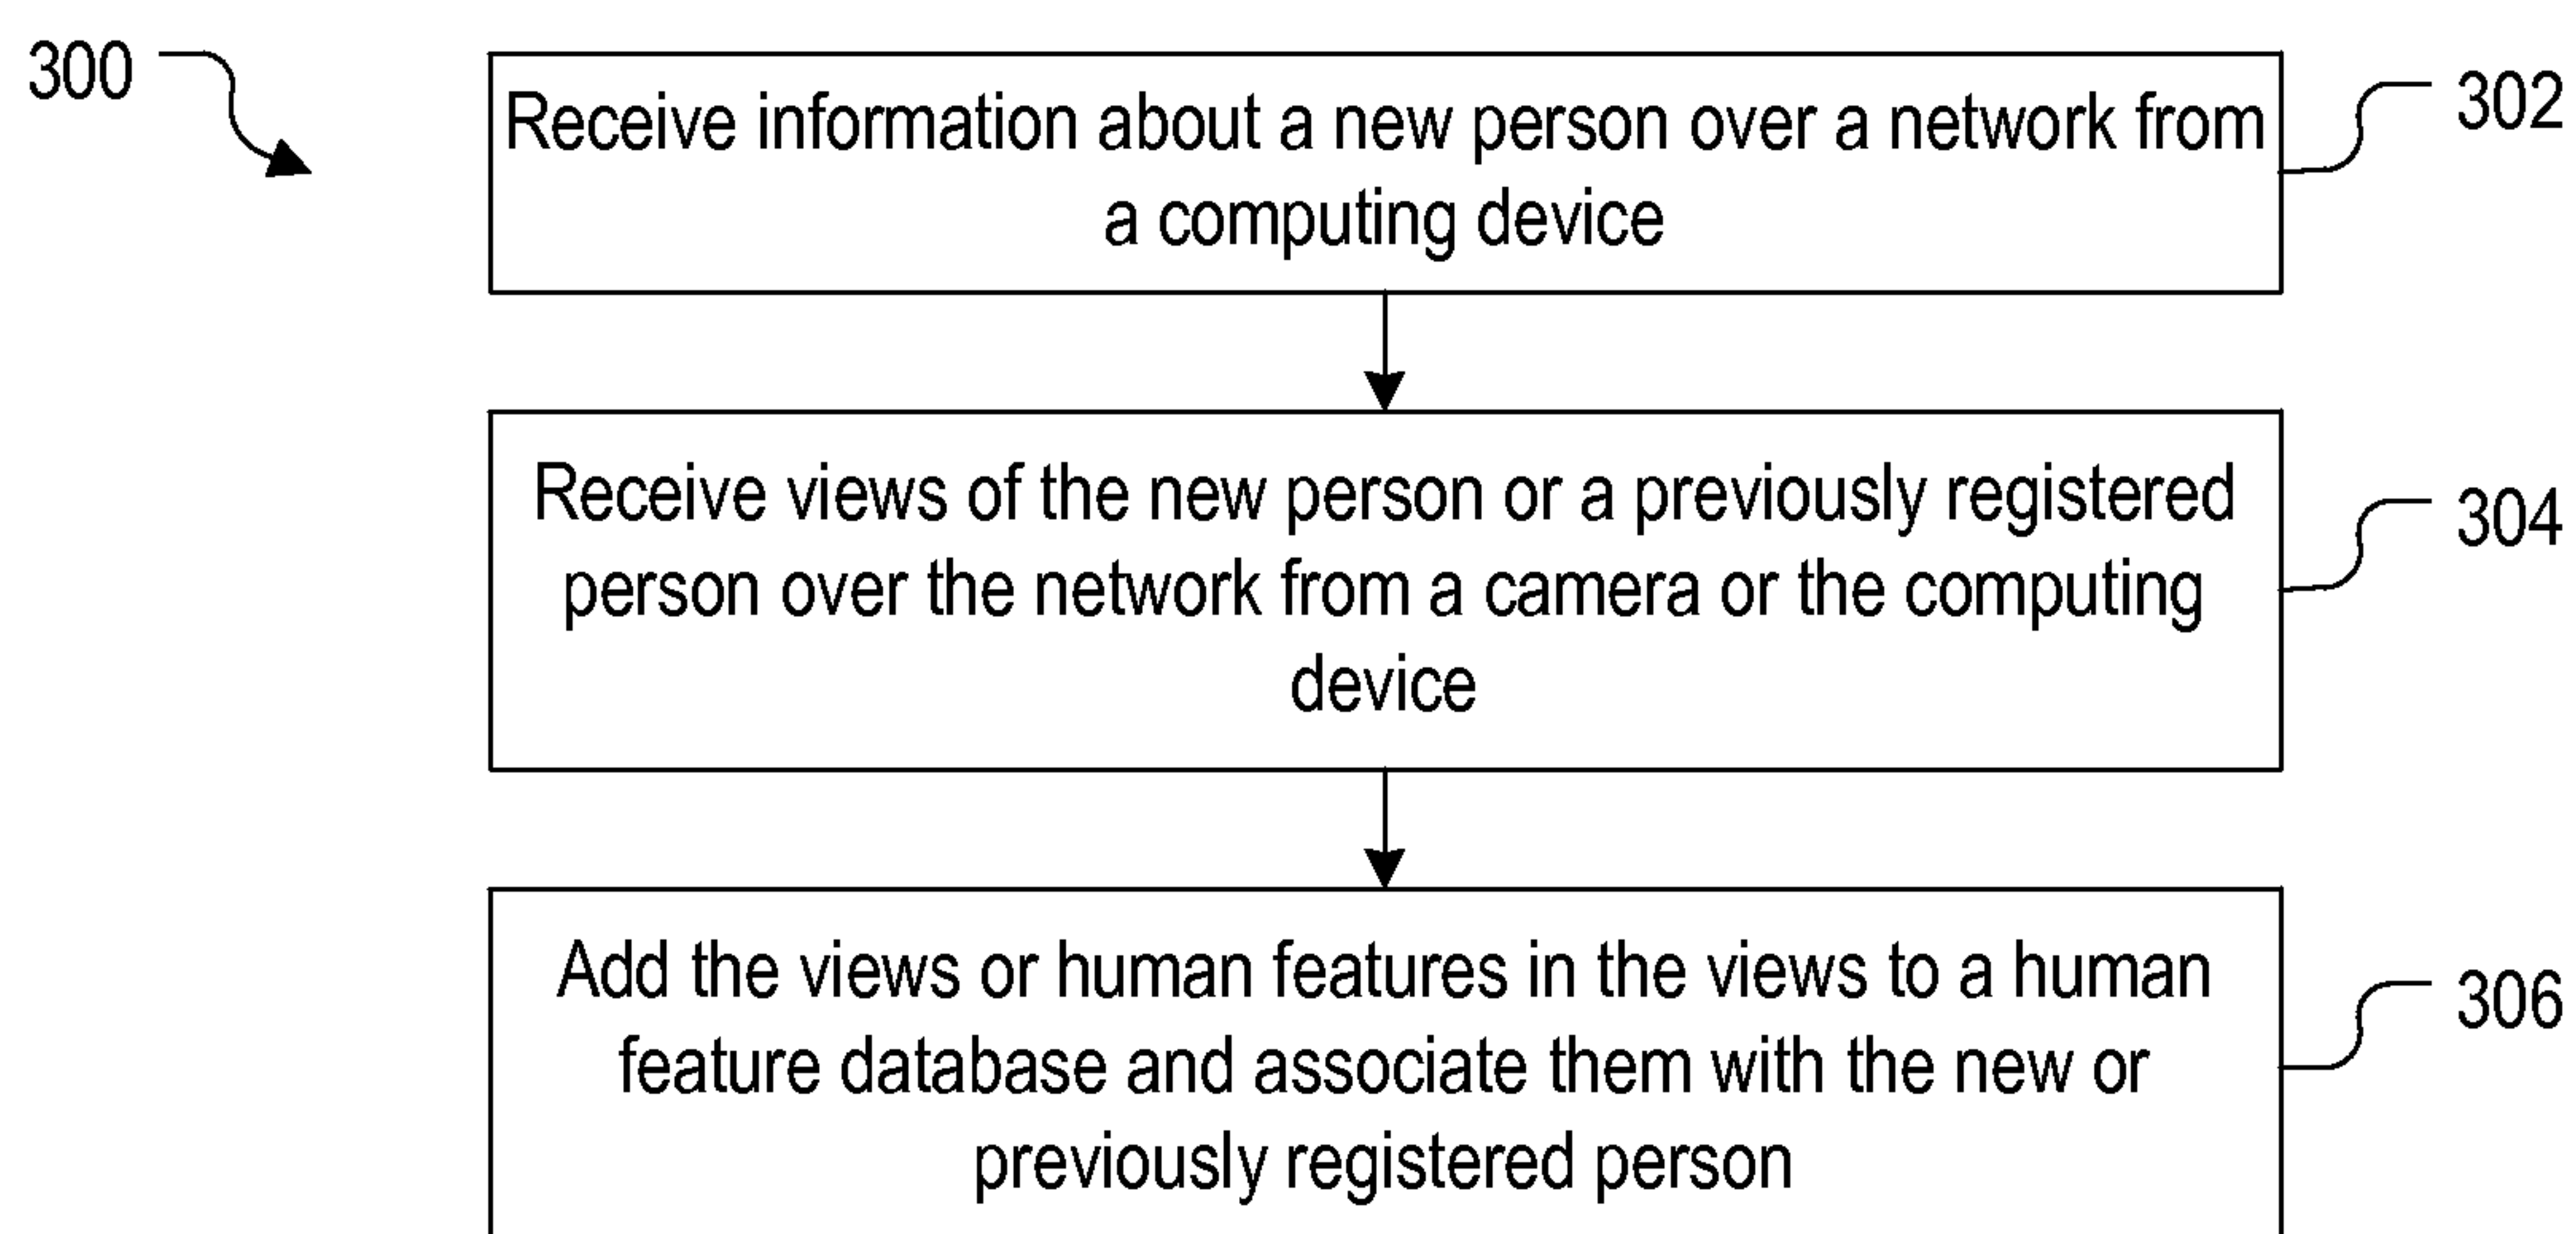 300
Receive information about a new person over a network from
a computing device
302
Receive views of the new person or a previously registered
person over the network from a camera or the computing
device
304
Add the views or human features in the views to a human
feature database and associate them with the new or
previously registered person
306